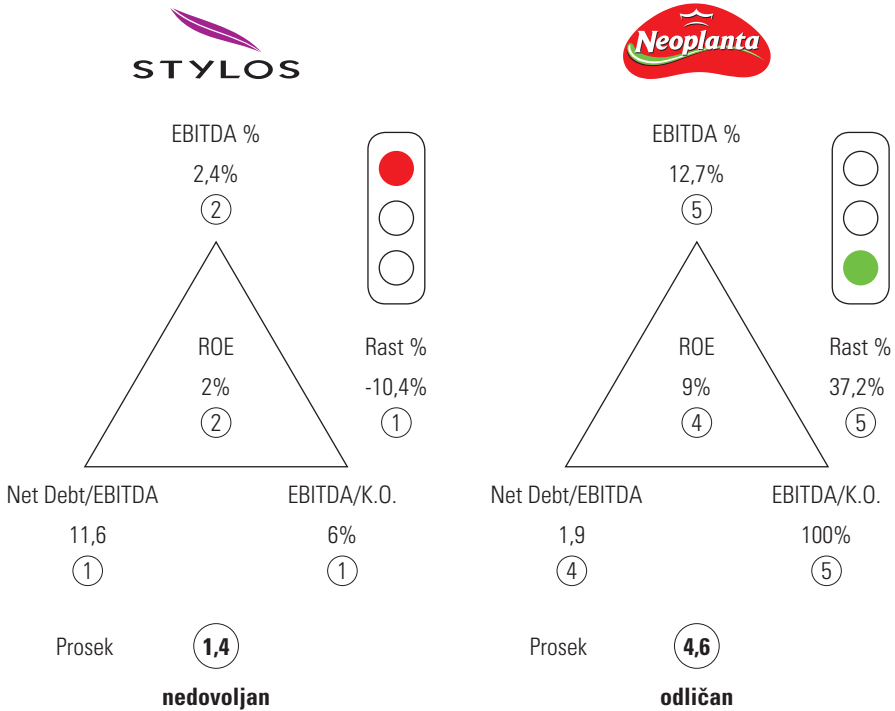 STYLOS
EBITDA %
2,4%
2
ROE
2%
2
Rast %
-10,4%
1
Net Debt/EBITDA
11,6
1
EBITDA/K.O.
6%
1
Prosek 1,4
nedovoljan
Neoplanta
EBITDA %
12,7%
5
ROE
9%
4
Rast %
37,2%
5
Net Debt/EBITDA
1,9
4
EBITDA/K.O.
100%
5
Prosek 4,6
odličan